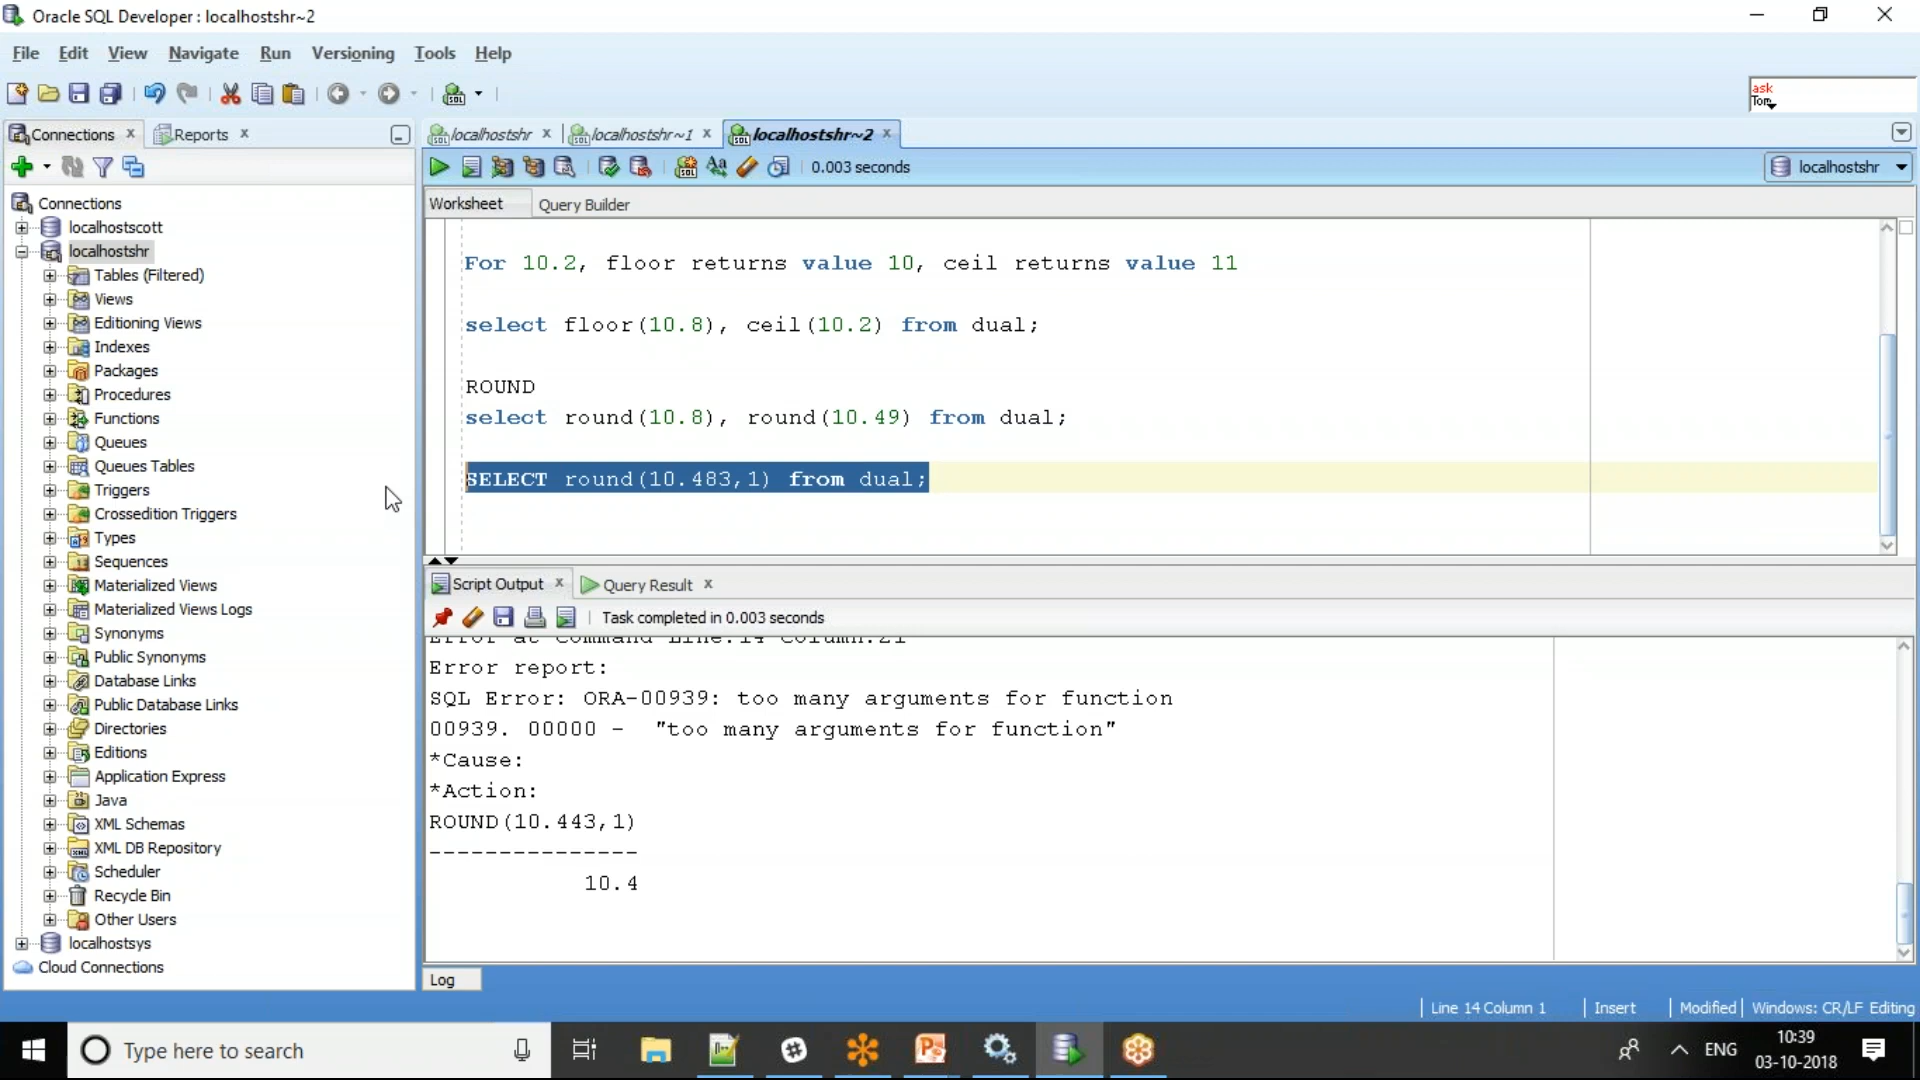 Oracle SQL Developer : localhostshr~2
File Edit View Navigate Run Versioning Tools Help
ask
Tom
Connections x Reports x
localhostshr x localhostshr~1 x localhostshr~2 x
0.003 seconds
localhostshr
Worksheet Query Builder
Connections
localhostscott
localhostshr
Tables (Filtered)
Views
Editioning Views
Indexes
Packages
Procedures
Functions
Queues
Queues Tables
Triggers
Crossedition Triggers
Types
Sequences
Materialized Views
Materialized Views Logs
Synonyms
Public Synonyms
Database Links
Public Database Links
Directories
Editions
Application Express
Java
XML Schemas
XML DB Repository
Scheduler
Recycle Bin
Other Users
localhostsys
Cloud Connections
For 10.2, floor returns value 10, ceil returns value 11
select floor(10.8), ceil(10.2) from dual;
ROUND
select round(10.8), round(10.49) from dual;
SELECT round(10.483,1) from dual;
Script Output x Query Result x
Task completed in 0.003 seconds
Error at Command Line:14 Column:21
Error report:
SQL Error: ORA-00939: too many arguments for function
00939. 00000 - "too many arguments for function"
*Cause:
*Action:
ROUND(10.443,1)
---------------
10.4
Log
Line 14 Column 1 Insert Modified Windows: CR/LF Editing
Type here to search
ENG
10:39
03-10-2018